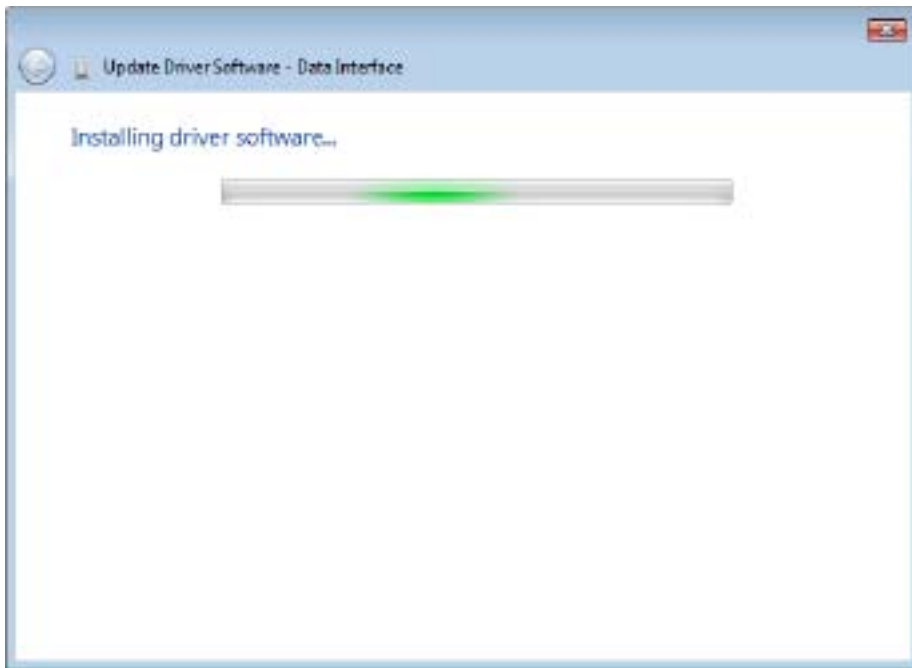 Update Driver Software - Data Interface
Installing driver software...